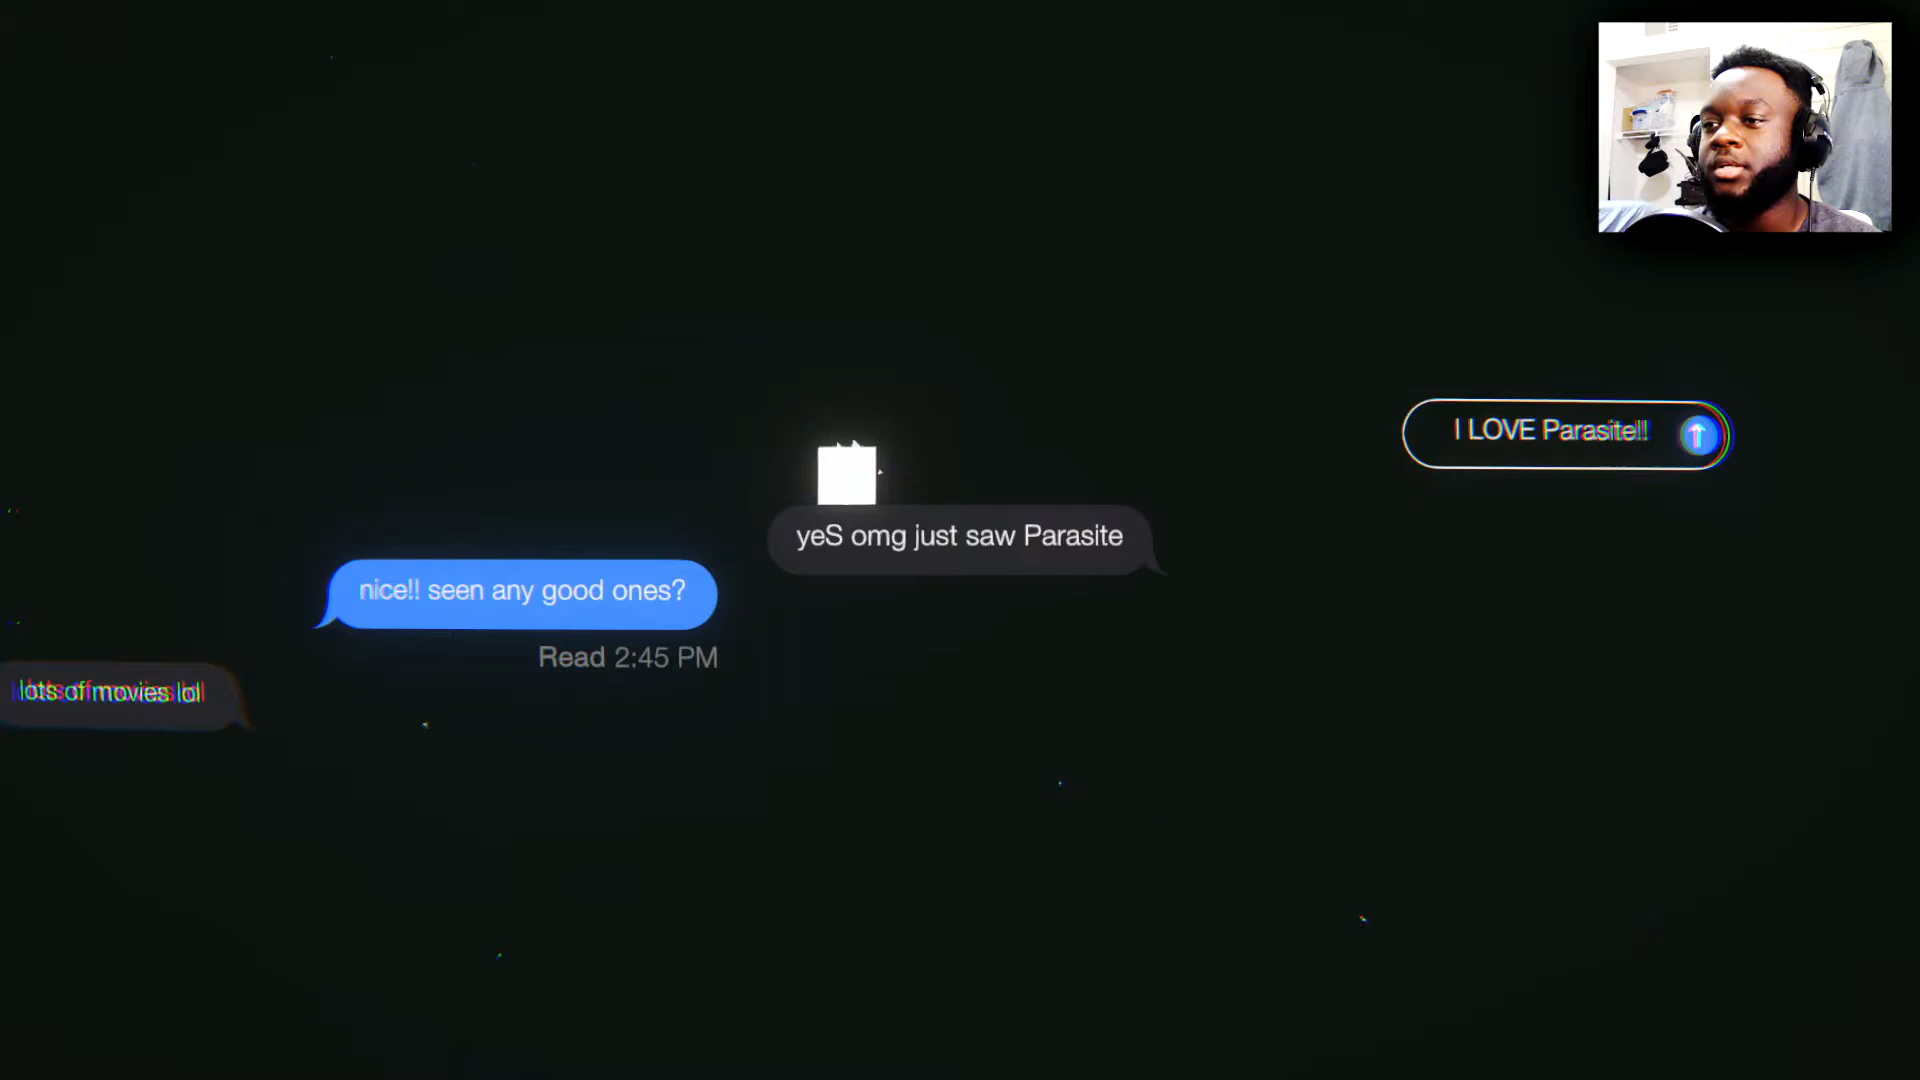 lots of movies lol
nice!! seen any good ones?
Read 2:45 PM
yeS omg just saw Parasite
I LOVE Parasite!!